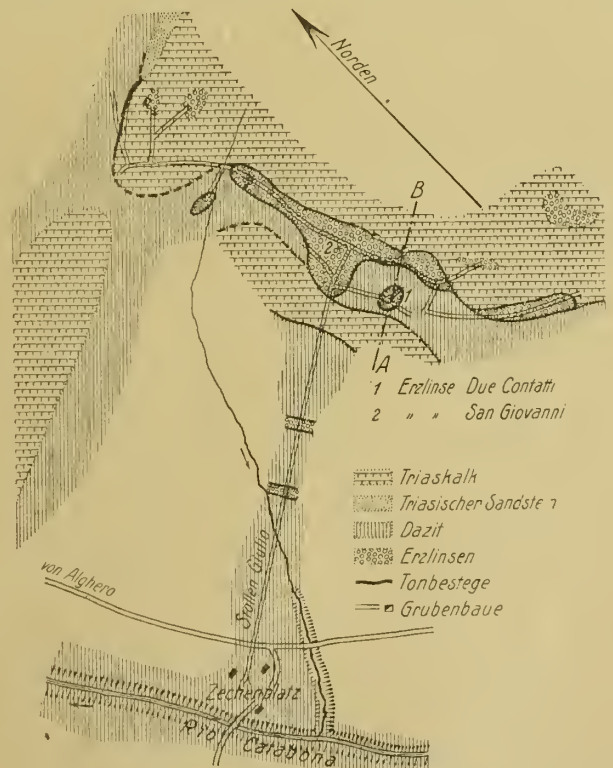 Norden
B
2
1
A
1 Erzlinse Due Contatti
2 " " San Giovanni
Triaskalk
Triasischer Sandstein
Dazit
Erzlinsen
Tonbestege
Grubenbaue
von Alghero
Stollen Giulio
Zechenplatz
Rio Calabona